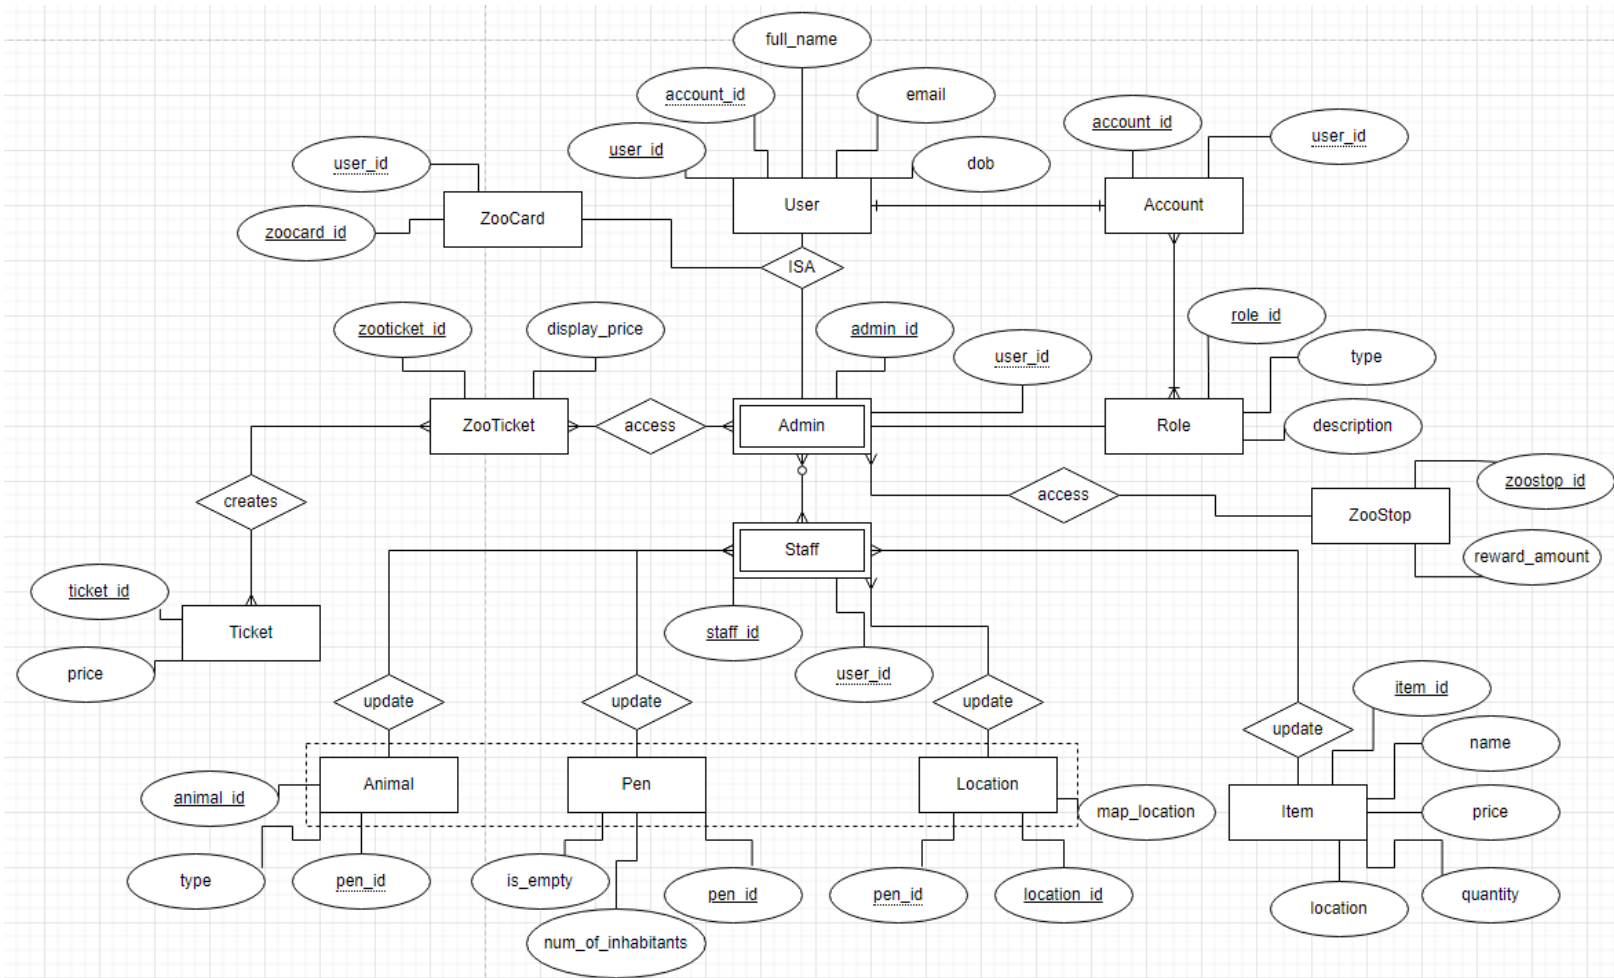 full_name
account_id
email
account_id
user_id
user_id
user_id
dob
User
Account
ZooCard
zoocard_id
ISA
zooticket_id
display_price
admin_id
role_id
user_id
type
ZooTicket
access
Admin
Role
description
creates
access
zoostop_id
ZooStop
Staff
reward_amount
ticket_id
Ticket
staff_id
price
user_id
update
update
update
item_id
update
name
Animal
Pen
Location
animal_id
map_location
Item
price
type
pen_id
is_empty
pen_id
pen_id
location_id
quantity
location
num_of_inhabitants